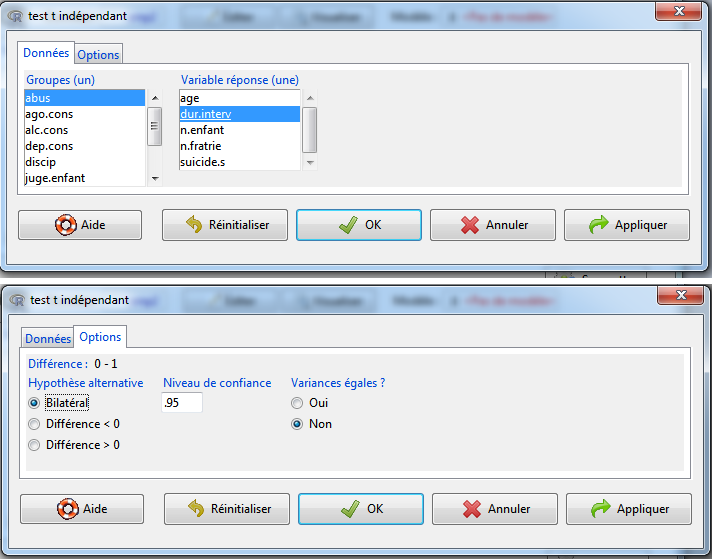 test t indépendant
Données
Options
Groupes (un)
Variable réponse (une)
abus
ago.cons
alc.cons
dep.cons
discip
juge.enfant
age
dur.interv
n.enfant
n.fratrie
suicide.s
Aide
Réinitialiser
OK
Annuler
Appliquer
test t indépendant
Données
Options
Différence : 0 - 1
Hypothèse alternative
Niveau de confiance
Variances égales ?
Bilatéral
.95
Oui
Différence < 0
Non
Différence > 0
Aide
Réinitialiser
OK
Annuler
Appliquer